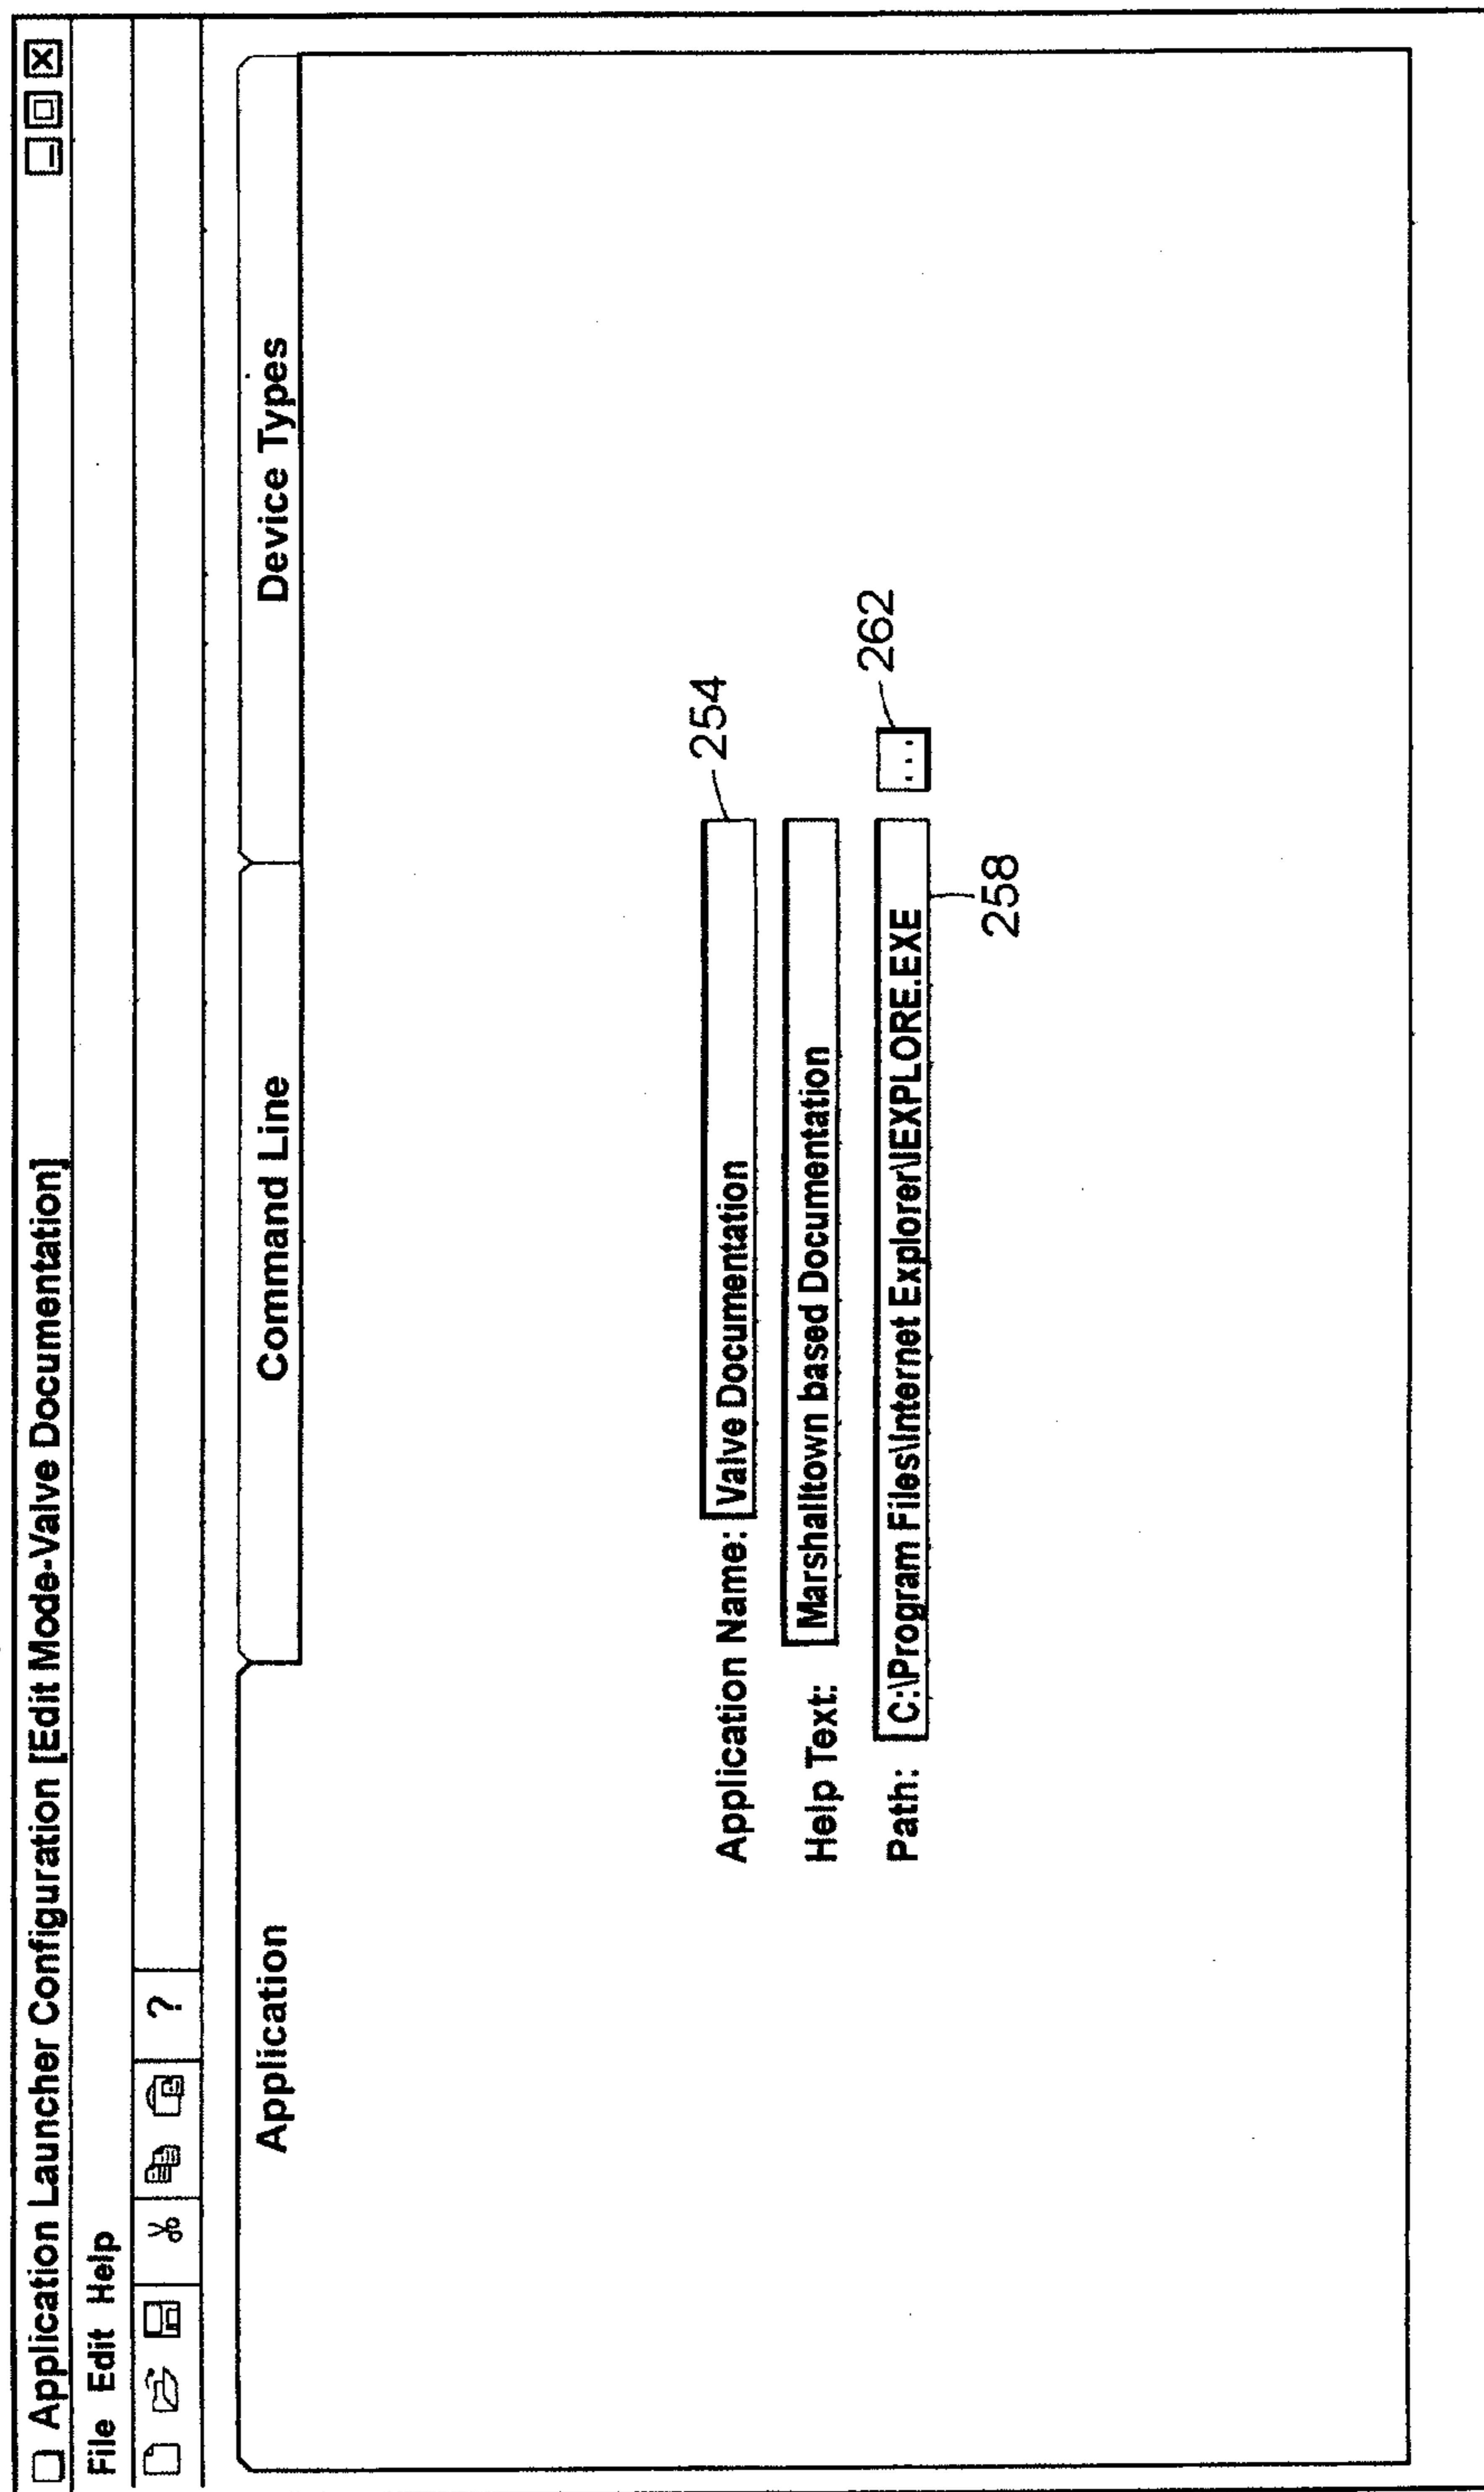 Application Launcher Configuration [Edit Mode-Valve Documentation]
File Edit Help
?
Application
Command Line
Device Types
Application Name: Valve Documentation
254
Help Text: Marshalltown based Documentation
Path: C:\Program Files\Internet Explorer\IEXPLORE.EXE ...
262
258